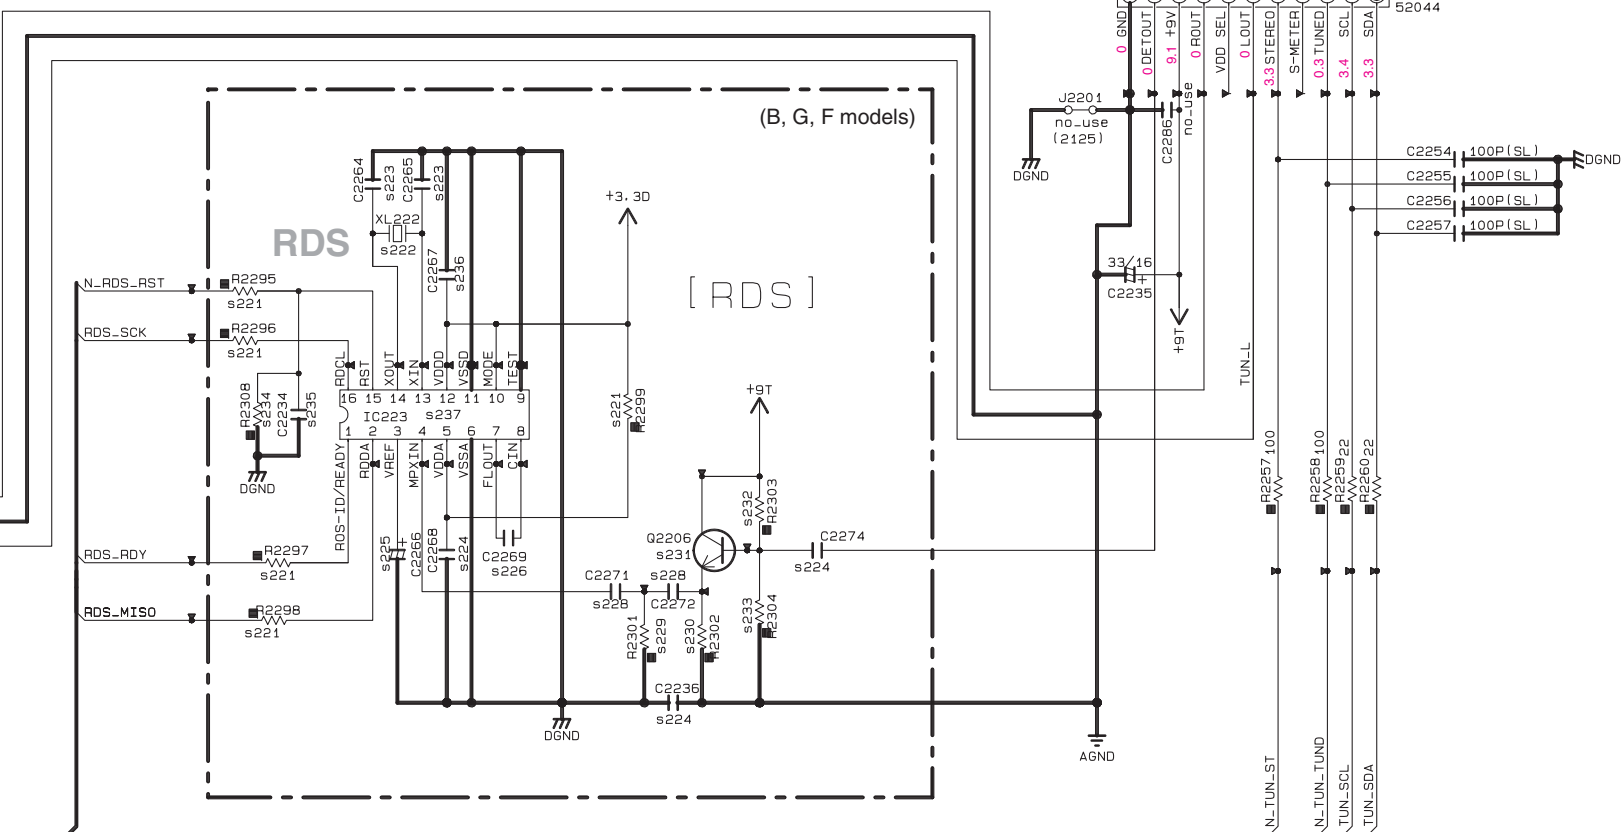 52044
0 GND
0 DETOUT
9.1 +9V
0 ROUT
VDD SEL
0 LOUT
3.3 STEREO
S-METER
0.3 TUNED
3.4 SCL
3.3 SDA
(B, G, F models)
J2201
no_use
(2125)
DGND
C2286
no_use
C2254 100P(SL)
C2255 100P(SL)
C2256 100P(SL)
C2257 100P(SL)
DGND
C2264
s223
C2265
s223
XL222
s222
RDS
C2267
s236
+3.3D
[RDS]
33/16
+
C2235
+9T
TUN_L
N_RDS_RST
R2295
s221
RDS_SCK
R2296
s221
RDCL
RST
XOUT
XIN
VDDD
VSSD
MODE
TEST
16 15 14 13 12 11 10 9
IC223 s237
1 2 3 4 5 6 7 8
ROS-ID/READY
RDDA
VREF
MPXIN
VDDA
VSSA
FLOUT
CIN
R2308
s234
C2234
s235
DGND
s221
R2299
+9T
s232
R2303
Q2206
s231
C2274
s224
RDS_RDY
R2297
s221
RDS_MISO
R2298
s221
s225
+
C2266
C2268
s224
C2269
s226
C2271
s228
s228
C2272
R2301
s229
s230
R2302
s233
R2304
C2236
s224
DGND
AGND
R2257 100
R2258 100
R2259 22
R2260 22
N_TUN_ST
N_TUN_TUND
TUN_SCL
TUN_SDA